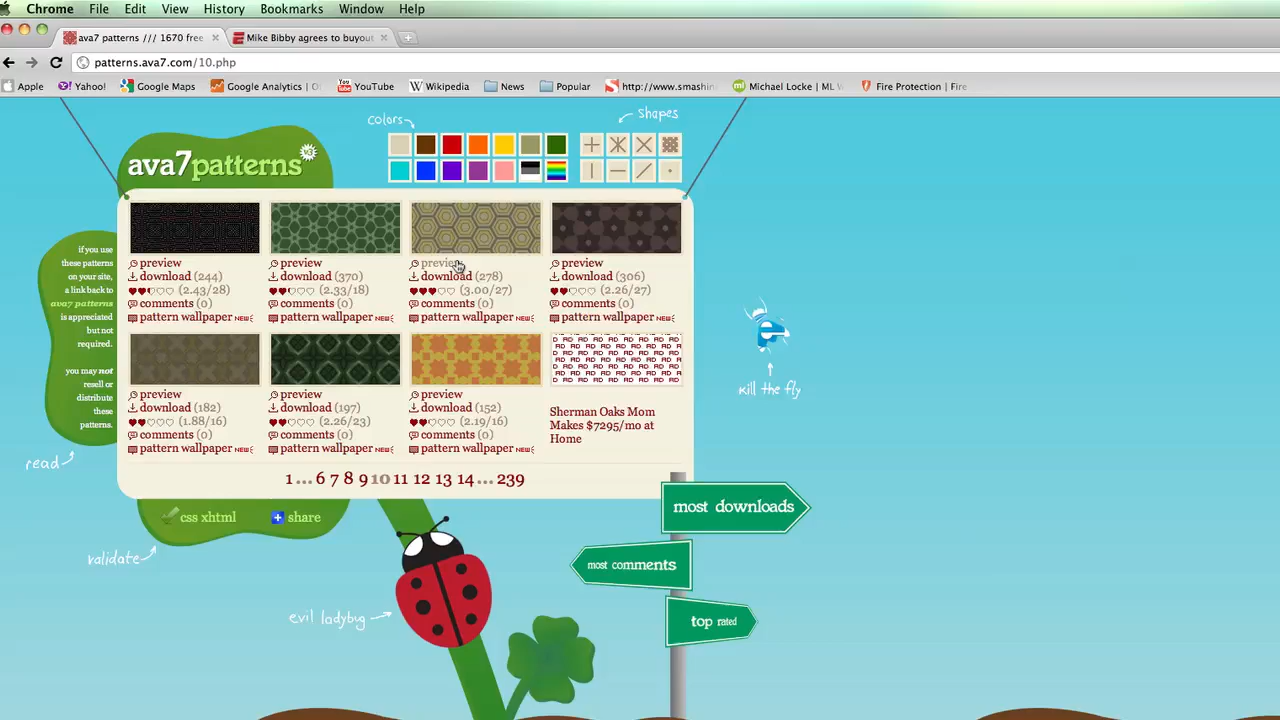 Chrome File Edit View History Bookmarks Window Help
ava7 patterns /// 1670 free
Mike Bibby agrees to buyout
patterns.ava7.com/10.php
Apple Yahoo! Google Maps Google Analytics | O YouTube Wikipedia News Popular http://www.smashin Michael Locke | ML W Fire Protection | Fire
colors
shapes
ava7patterns
if you use
these patterns
on your site,
a link back to
ava7 patterns
is appreciated
but not
required.
you may not
resell or
distribute
these
patterns.
read
preview
download (244)
(2.43/28)
comments (0)
pattern wallpaper NEW
preview
download (370)
(2.33/18)
comments (0)
pattern wallpaper NEW
preview
download (278)
(3.00/27)
comments (0)
pattern wallpaper NEW
preview
download (306)
(2.26/27)
comments (0)
pattern wallpaper NEW
preview
download (182)
(1.88/16)
comments (0)
pattern wallpaper NEW
preview
download (197)
(2.26/23)
comments (0)
pattern wallpaper NEW
preview
download (152)
(2.19/16)
comments (0)
pattern wallpaper NEW
Sherman Oaks Mom
Makes $7295/mo at
Home
1 ... 6 7 8 9 10 11 12 13 14 ... 239
css xhtml
share
validate
evil ladybug
kill the fly
most downloads
most comments
top rated